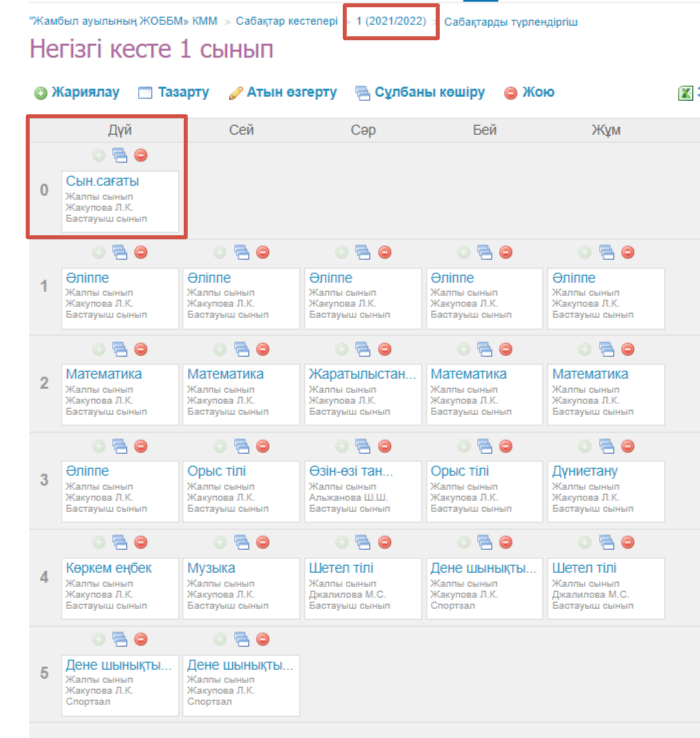 "Жамбыл ауылының ЖОББМ» КММ > Сабақтар кестелері > 1 (2021/2022) > Сабақтарды түрлендіргіш
Негізгі кесте 1 сынып
Жариялау Тазарту Атын өзгерту Сұлбаны көшіру Жою
Дүй Сей Сәр Бей Жұм
0
Сын.сағаты
Жалпы сынып
Жакупова Л.К.
Бастауыш сынып
1
Әліппе Әліппе Әліппе Әліппе Әліппе
Жалпы сынып Жалпы сынып Жалпы сынып Жалпы сынып Жалпы сынып
Жакупова Л.К. Жакупова Л.К. Жакупова Л.К. Жакупова Л.К. Жакупова Л.К.
Бастауыш сынып Бастауыш сынып Бастауыш сынып Бастауыш сынып Бастауыш сынып
2
Математика Математика Жаратылыстан... Математика Математика
Жалпы сынып Жалпы сынып Жалпы сынып Жалпы сынып Жалпы сынып
Жакупова Л.К. Жакупова Л.К. Жакупова Л.К. Жакупова Л.К. Жакупова Л.К.
Бастауыш сынып Бастауыш сынып Бастауыш сынып Бастауыш сынып Бастауыш сынып
3
Әліппе Орыс тілі Өзін-өзі тан... Орыс тілі Дүниетану
Жалпы сынып Жалпы сынып Жалпы сынып Жалпы сынып Жалпы сынып
Жакупова Л.К. Жакупова Л.К. Альжанова Ш.Ш. Жакупова Л.К. Жакупова Л.К.
Бастауыш сынып Бастауыш сынып Бастауыш сынып Бастауыш сынып Бастауыш сынып
4
Көркем еңбек Музыка Шетел тілі Дене шынықты... Шетел тілі
Жалпы сынып Жалпы сынып Жалпы сынып Жалпы сынып Жалпы сынып
Жакупова Л.К. Жакупова Л.К. Джалилова М.С. Жакупова Л.К. Джалилова М.С.
Бастауыш сынып Бастауыш сынып Бастауыш сынып Спортзал Бастауыш сынып
5
Дене шынықты... Дене шынықты...
Жалпы сынып Жалпы сынып
Жакупова Л.К. Жакупова Л.К.
Спортзал Спортзал